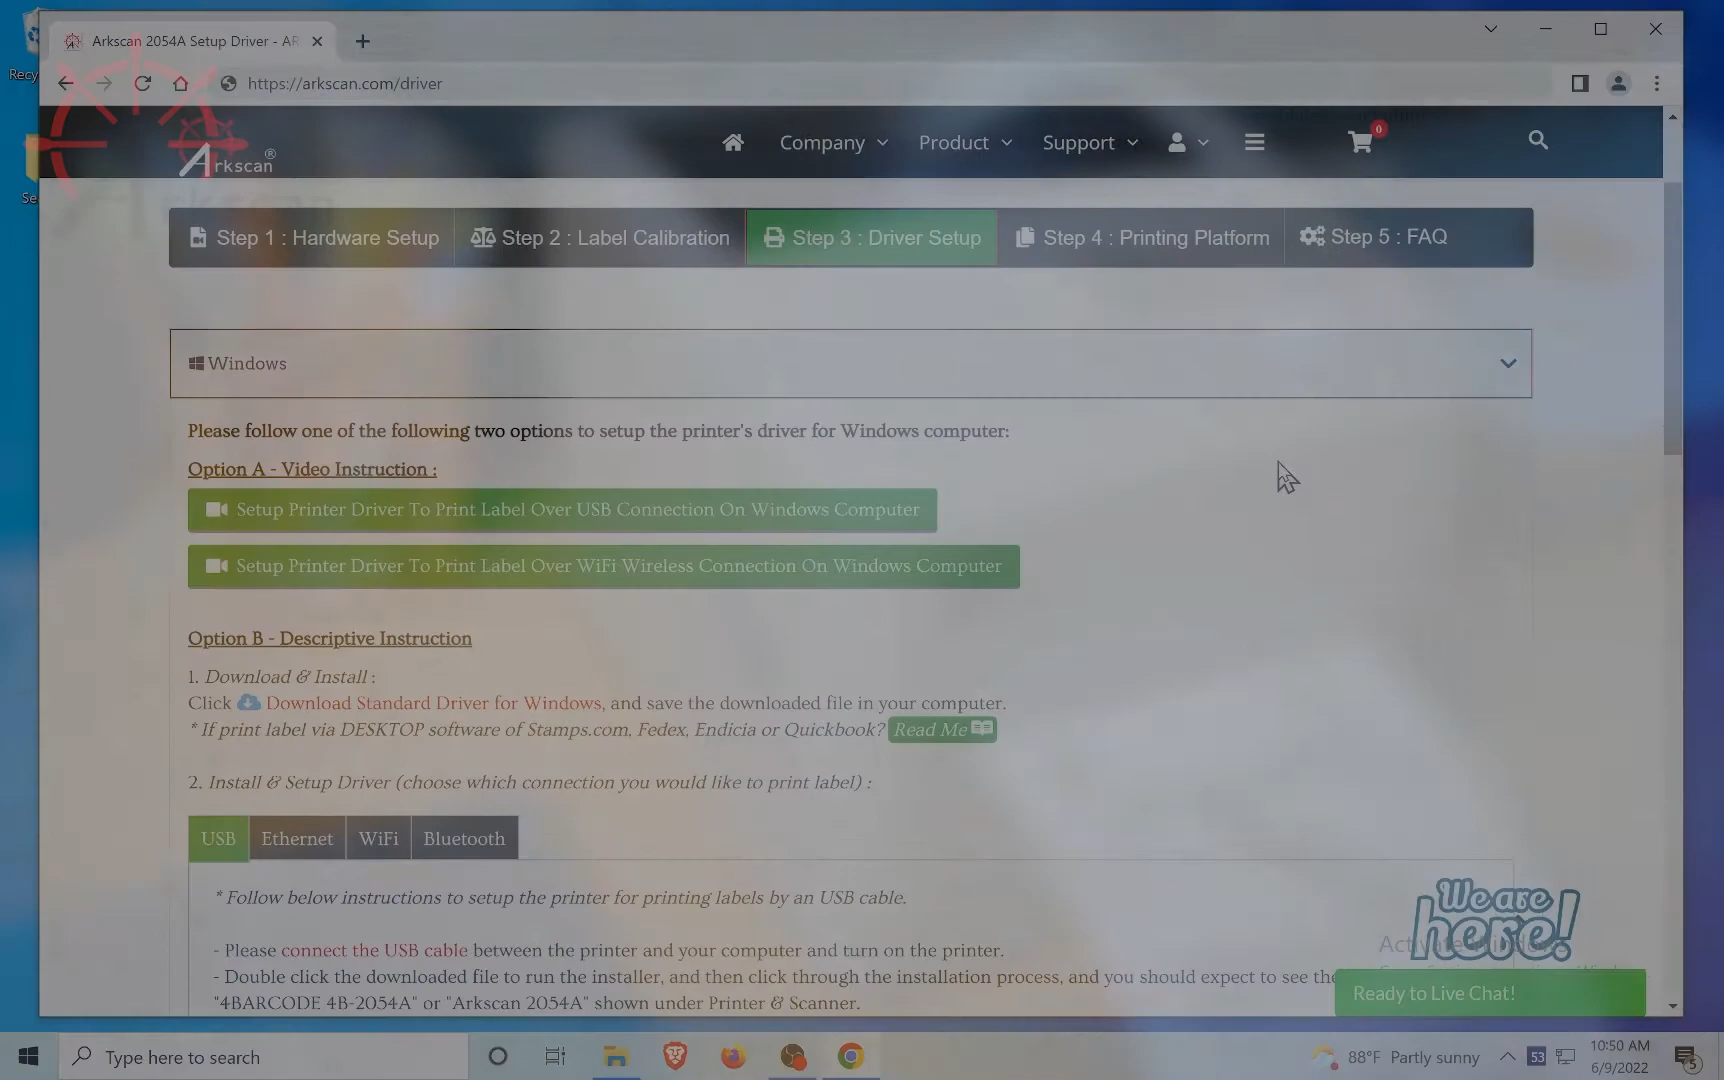 Arkscan 2054A Setup Driver - AR
https://arkscan.com/driver
Recy
Arkscan®
Company
Product
Support
0
Se
Step 1 : Hardware Setup
Step 2 : Label Calibration
Step 3 : Driver Setup
Step 4 : Printing Platform
Step 5 : FAQ
Windows
Please follow one of the following two options to setup the printer's driver for Windows computer:
Option A - Video Instruction :
Setup Printer Driver To Print Label Over USB Connection On Windows Computer
Setup Printer Driver To Print Label Over WiFi Wireless Connection On Windows Computer
Option B - Descriptive Instruction
1. Download & Install :
Click Download Standard Driver for Windows, and save the downloaded file in your computer.
* If print label via DESKTOP software of Stamps.com, Fedex, Endicia or Quickbook? Read Me
2. Install & Setup Driver (choose which connection you would like to print label) :
USB
Ethernet
WiFi
Bluetooth
* Follow below instructions to setup the printer for printing labels by an USB cable.
- Please connect the USB cable between the printer and your computer and turn on the printer.
- Double click the downloaded file to run the installer, and then click through the installation process, and you should expect to see the
"4BARCODE 4B-2054A" or "Arkscan 2054A" shown under Printer & Scanner.
We are
here!
Activate Windows
Ready to Live Chat!
Type here to search
88°F Partly sunny
53
10:50 AM
6/9/2022
5